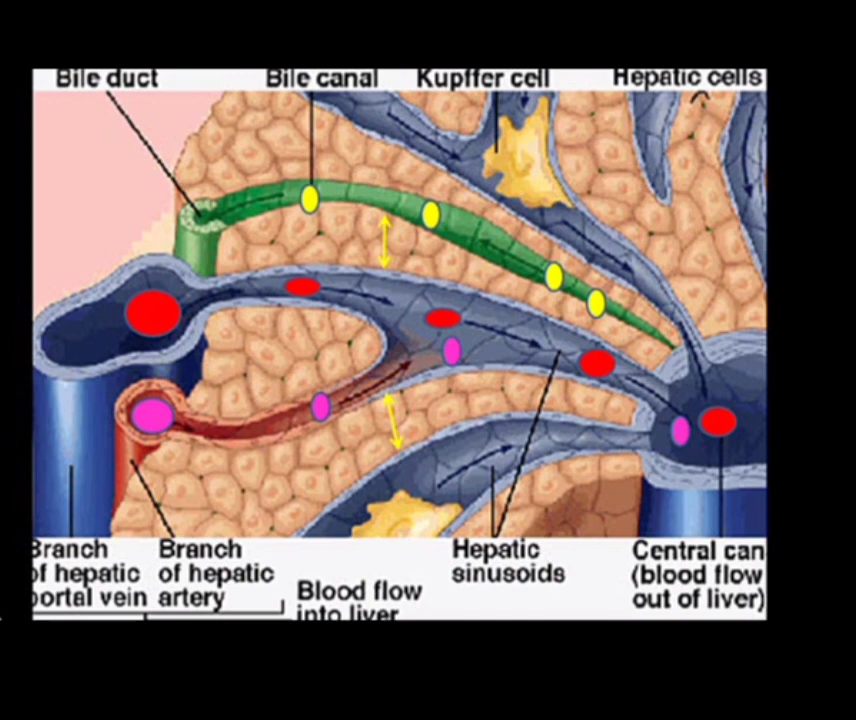 Bile duct
Bile canal
Kupffer cell
Hepatic cells
Branch
of hepatic
portal vein
Branch
of hepatic
artery
Blood flow
into liver
Hepatic
sinusoids
Central can
(blood flow
out of liver)